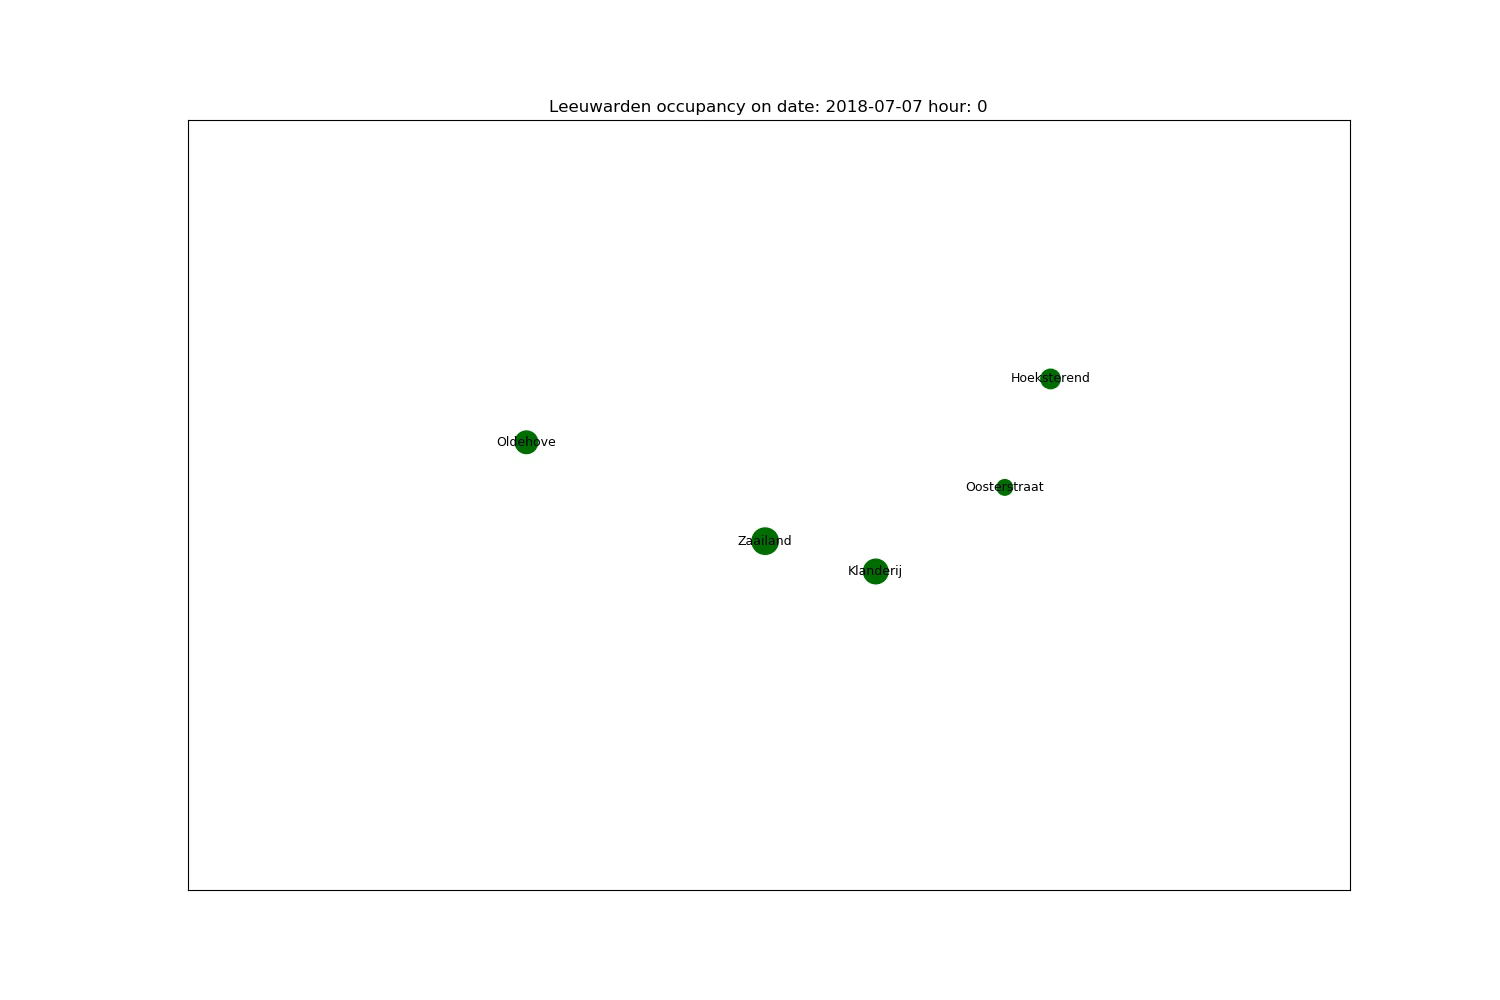 Leeuwarden occupancy on date: 2018-07-07 hour: 0
Hoeksterend
Oldehove
Oosterstraat
Zaailand
Klanderij